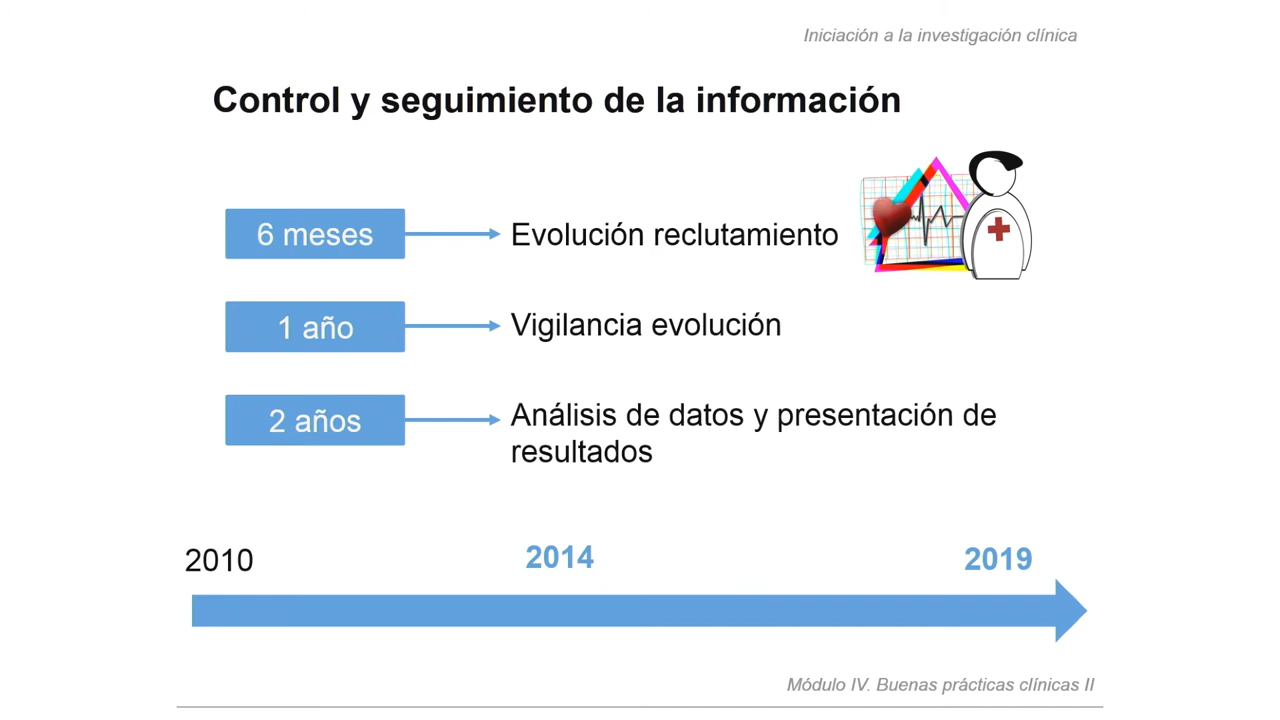 Iniciación a la investigación clínica
Control y seguimiento de la información
6 meses
Evolución reclutamiento
1 año
Vigilancia evolución
2 años
Análisis de datos y presentación de
resultados
2010
2014
2019
Módulo IV. Buenas prácticas clínicas II